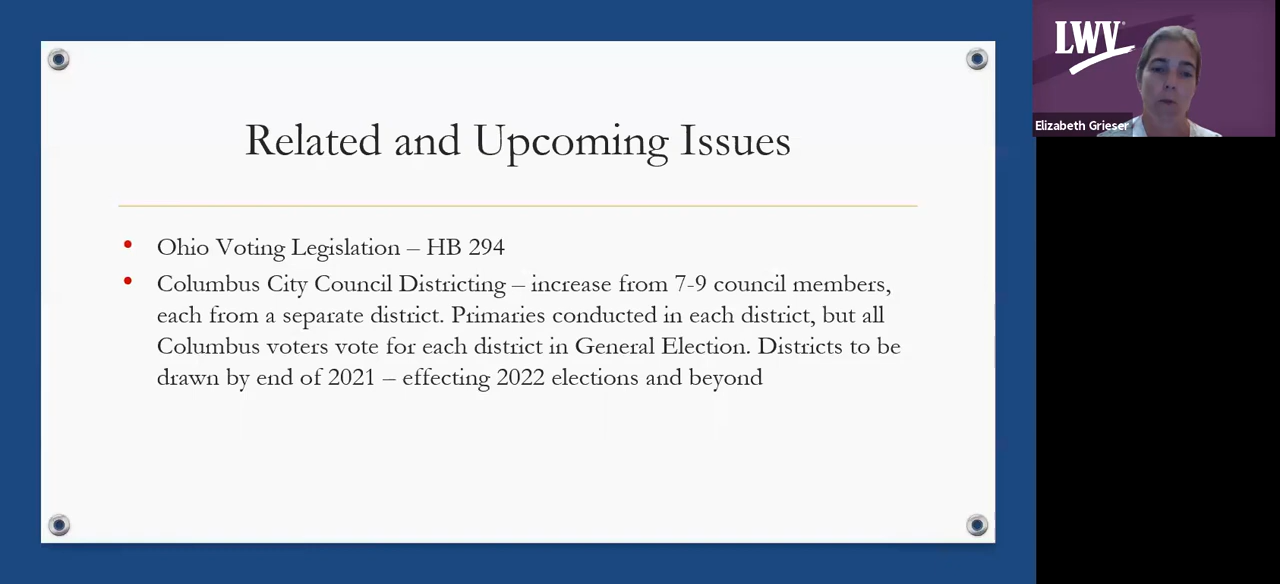 LWV
Elizabeth Grieser
Related and Upcoming Issues
• Ohio Voting Legislation – HB 294
• Columbus City Council Districting – increase from 7-9 council members,
each from a separate district. Primaries conducted in each district, but all
Columbus voters vote for each district in General Election. Districts to be
drawn by end of 2021 – effecting 2022 elections and beyond